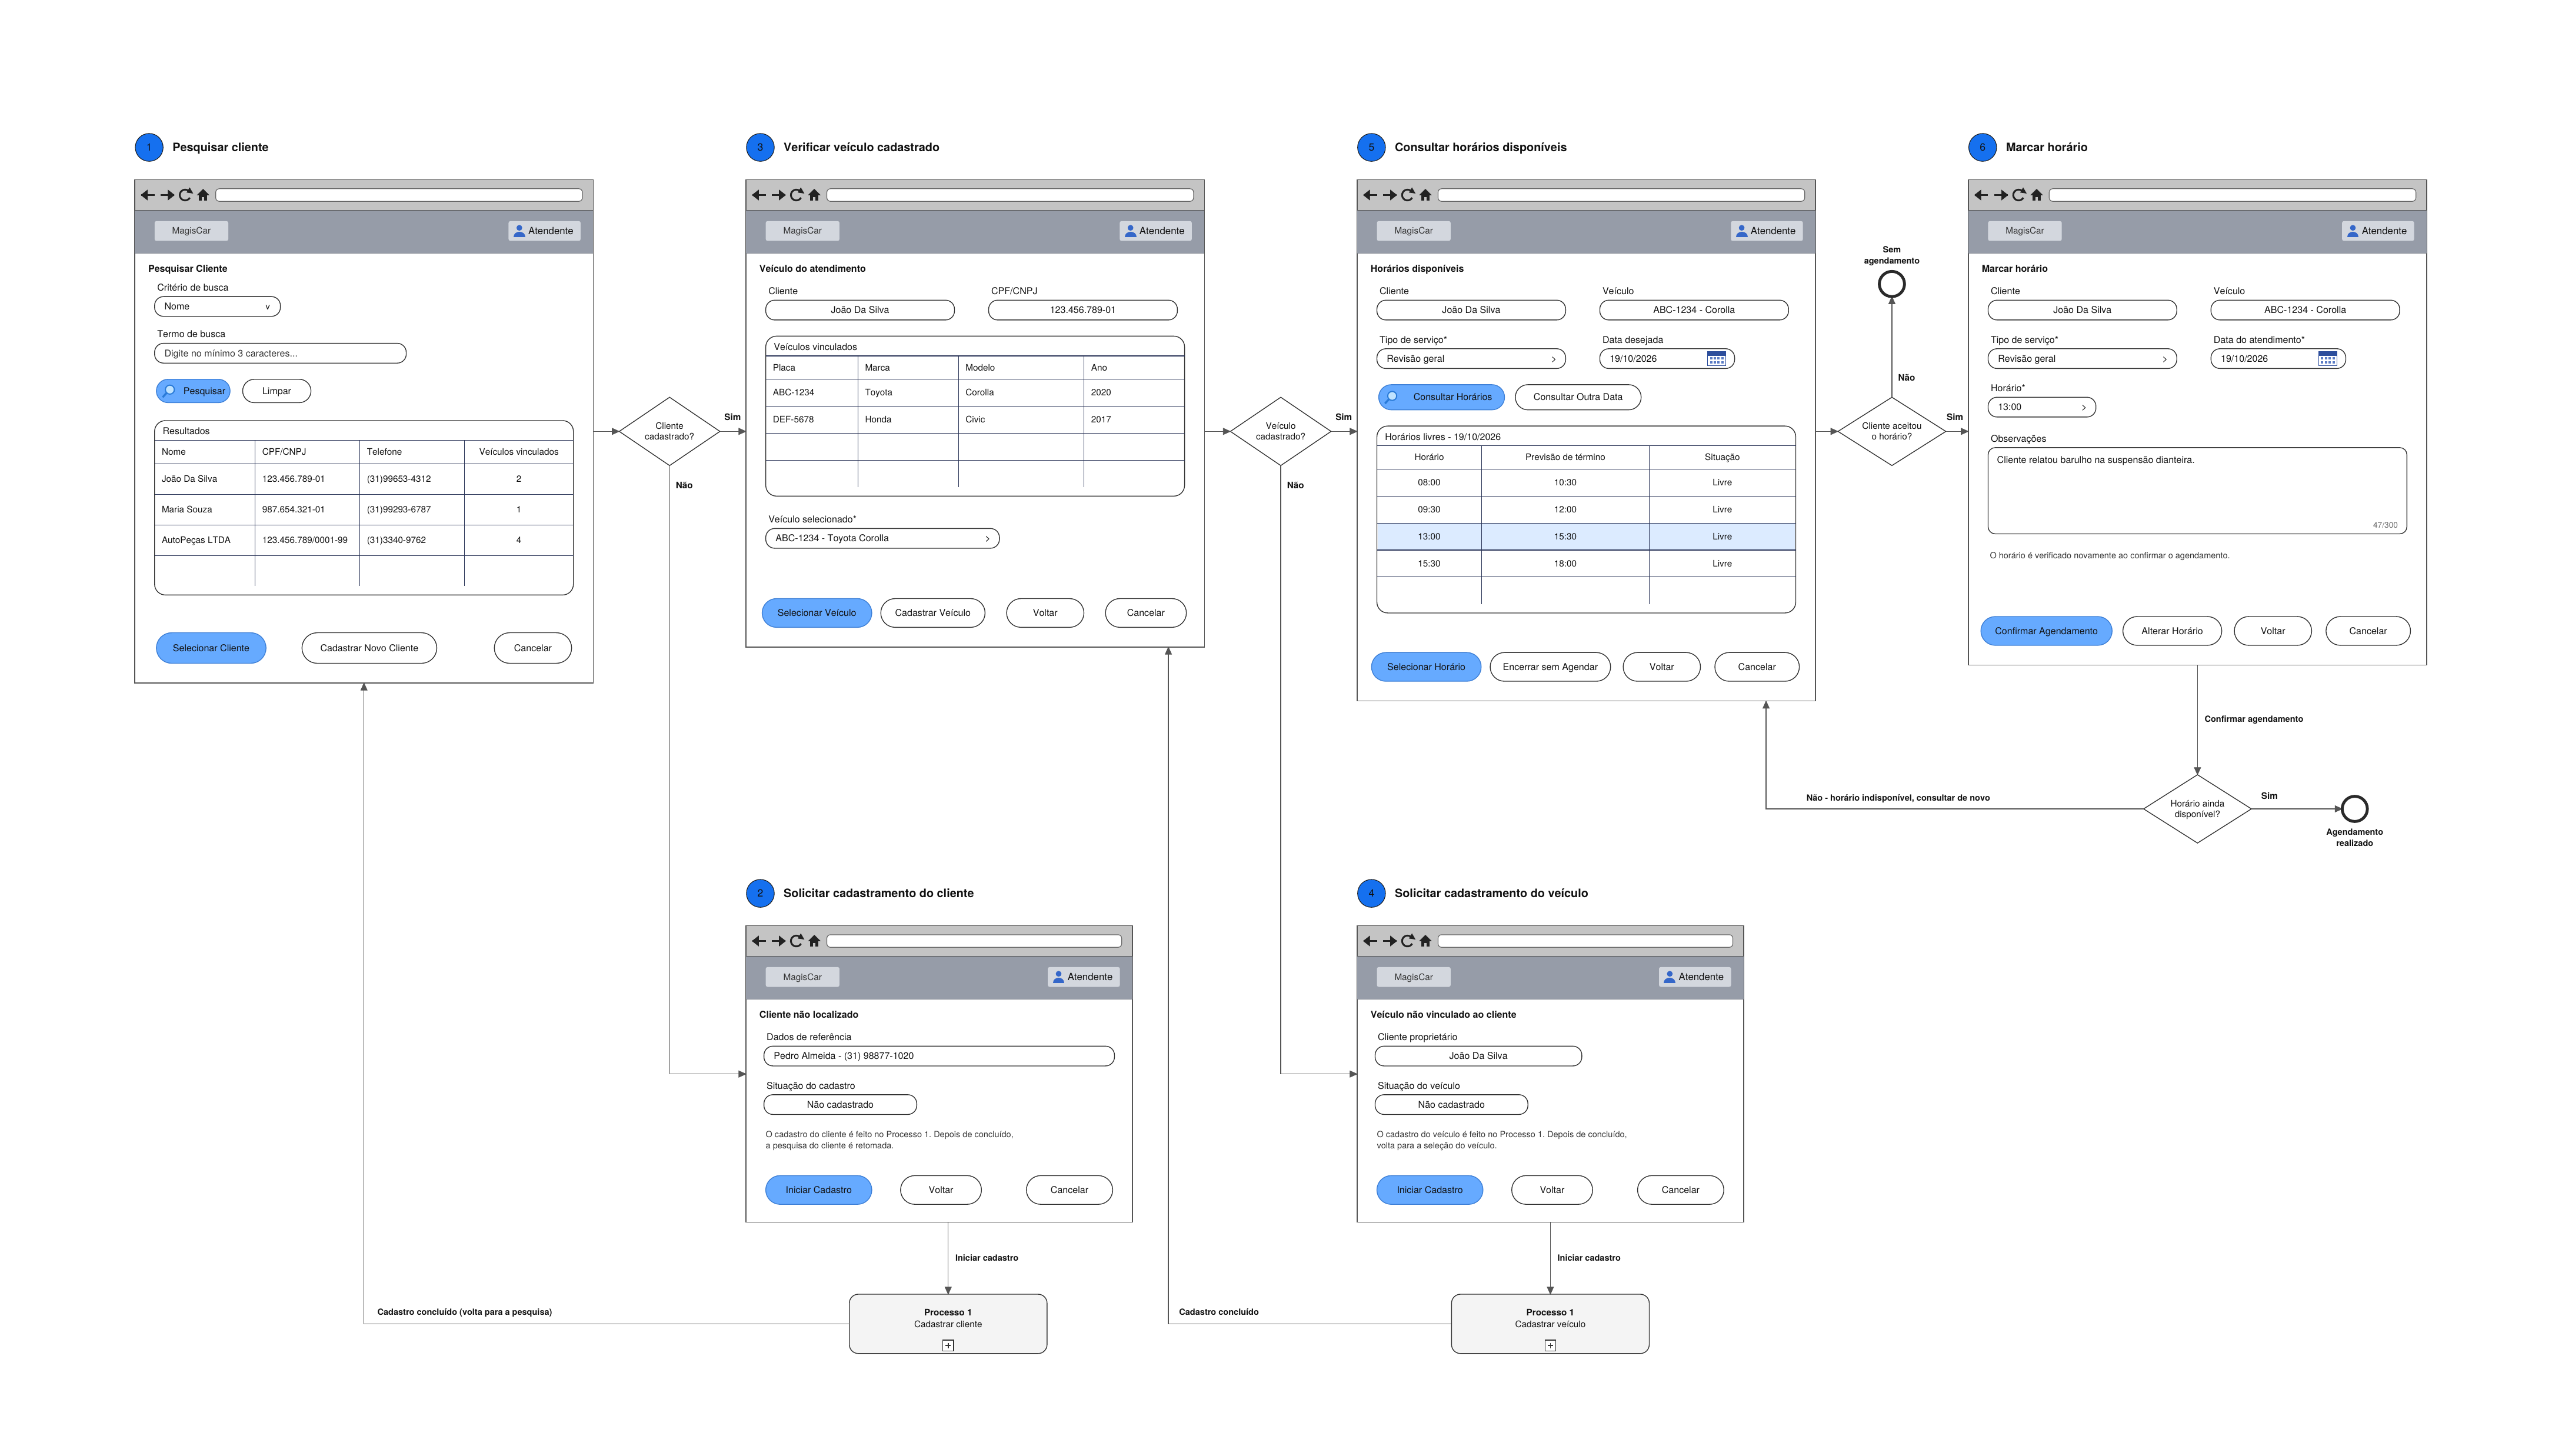 1 Pesquisar cliente
MagisCar
Atendente
Pesquisar Cliente
Critério de busca
Nome v
Termo de busca
Digite no mínimo 3 caracteres...
Pesquisar Limpar
Resultados
Nome CPF/CNPJ Telefone Veículos vinculados
João Da Silva 123.456.789-01 (31)99653-4312 2
Maria Souza 987.654.321-01 (31)99293-6787 1
AutoPeças LTDA 123.456.789/0001-99 (31)3340-9762 4
Selecionar Cliente Cadastrar Novo Cliente Cancelar
Cliente
cadastrado?
Sim
Não
3 Verificar veículo cadastrado
MagisCar
Atendente
Veículo do atendimento
Cliente CPF/CNPJ
João Da Silva 123.456.789-01
Veículos vinculados
Placa Marca Modelo Ano
ABC-1234 Toyota Corolla 2020
DEF-5678 Honda Civic 2017
Veículo selecionado*
ABC-1234 - Toyota Corolla >
Selecionar Veículo Cadastrar Veículo Voltar Cancelar
Veículo
cadastrado?
Sim
Não
5 Consultar horários disponíveis
MagisCar
Atendente
Horários disponíveis
Cliente Veículo
João Da Silva ABC-1234 - Corolla
Tipo de serviço* Data desejada
Revisão geral > 19/10/2026
Consultar Horários Consultar Outra Data
Horários livres - 19/10/2026
Horário Previsão de término Situação
08:00 10:30 Livre
09:30 12:00 Livre
13:00 15:30 Livre
15:30 18:00 Livre
Selecionar Horário Encerrar sem Agendar Voltar Cancelar
Sem
agendamento
Não
Cliente aceitou
o horário?
Sim
6 Marcar horário
MagisCar
Atendente
Marcar horário
Cliente Veículo
João Da Silva ABC-1234 - Corolla
Tipo de serviço* Data do atendimento*
Revisão geral > 19/10/2026
Horário*
13:00 >
Observações
Cliente relatou barulho na suspensão dianteira.
47/300
O horário é verificado novamente ao confirmar o agendamento.
Confirmar Agendamento Alterar Horário Voltar Cancelar
Confirmar agendamento
Não - horário indisponível, consultar de novo
Horário ainda
disponível?
Sim
Agendamento
realizado
2 Solicitar cadastramento do cliente
MagisCar
Atendente
Cliente não localizado
Dados de referência
Pedro Almeida - (31) 98877-1020
Situação do cadastro
Não cadastrado
O cadastro do cliente é feito no Processo 1. Depois de concluído,
a pesquisa do cliente é retomada.
Iniciar Cadastro Voltar Cancelar
Iniciar cadastro
Processo 1
Cadastrar cliente
+
Cadastro concluído (volta para a pesquisa)
4 Solicitar cadastramento do veículo
MagisCar
Atendente
Veículo não vinculado ao cliente
Cliente proprietário
João Da Silva
Situação do veículo
Não cadastrado
O cadastro do veículo é feito no Processo 1. Depois de concluído,
volta para a seleção do veículo.
Iniciar Cadastro Voltar Cancelar
Iniciar cadastro
Processo 1
Cadastrar veículo
+
Cadastro concluído